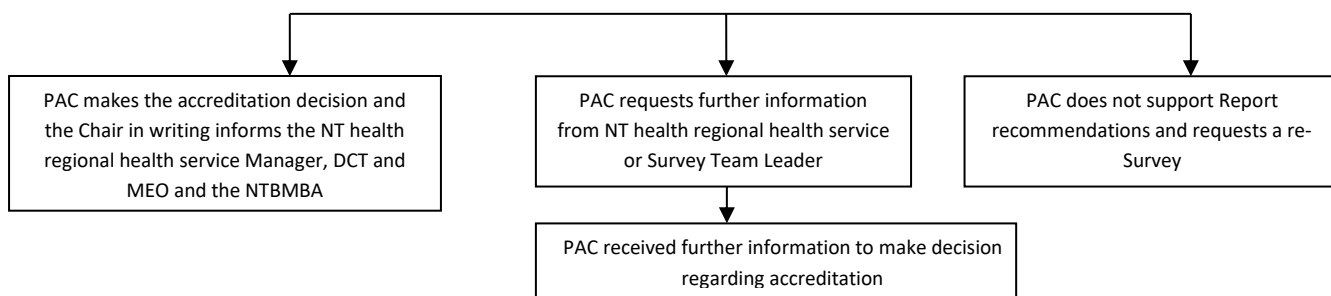 PAC makes the accreditation decision and
the Chair in writing informs the NT health
regional health service Manager, DCT and
MEO and the NTBMBA
PAC requests further information
from NT health regional health service
or Survey Team Leader
PAC does not support Report
recommendations and requests a re-
Survey
PAC received further information to make decision
regarding accreditation